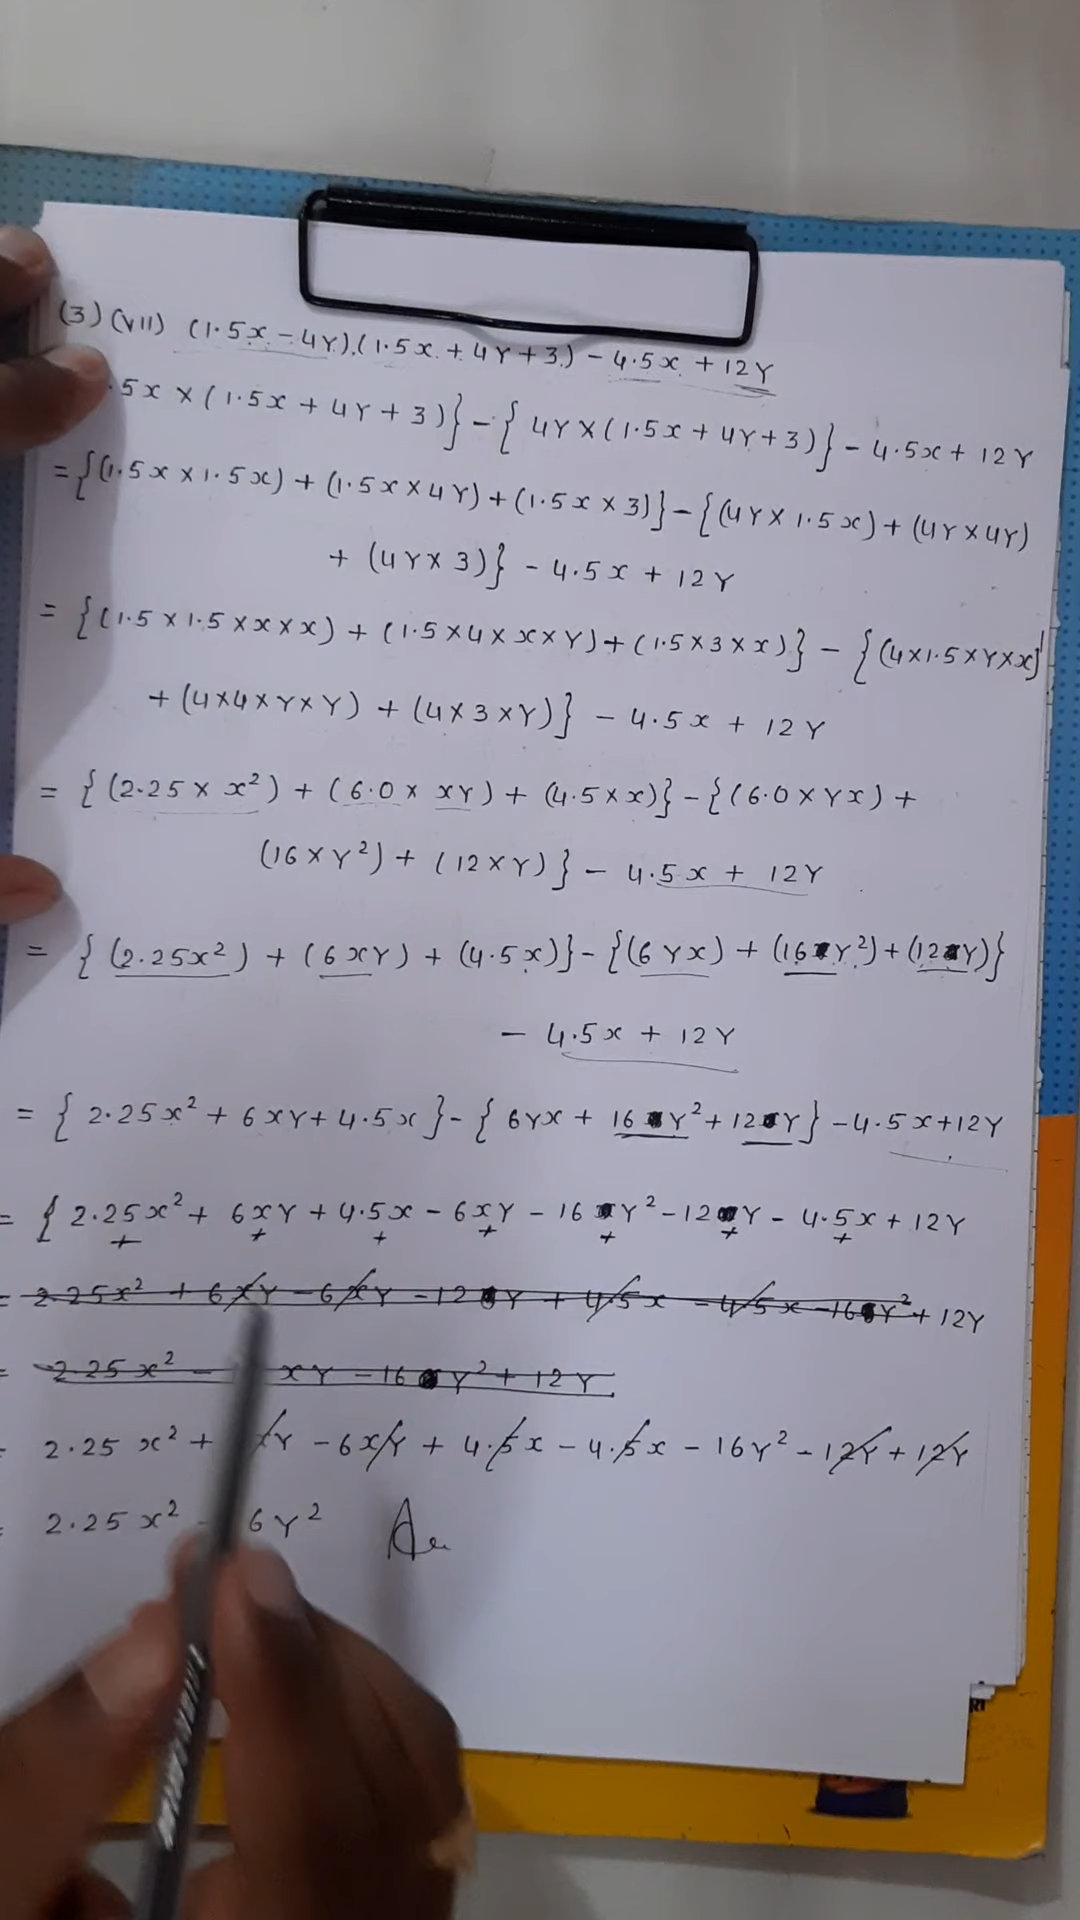 (3) (VII) (1.5x - 4Y).(1.5x + 4Y + 3) - 4.5x + 12Y
.5x × (1.5x + 4Y + 3)} - { 4Y × (1.5x + 4Y + 3)} - 4.5x + 12Y
= {(1.5x × 1.5x) + (1.5x × 4Y) + (1.5x × 3)} - {(4Y × 1.5x) + (4Y × 4Y)
+ (4Y × 3)} - 4.5x + 12Y
= {(1.5 × 1.5 × x × x) + (1.5 × 4 × x × Y) + (1.5 × 3 × x)} - {(4 × 1.5 × Y × x)
+ (4 × 4 × Y × Y) + (4 × 3 × Y)} - 4.5x + 12Y
= {(2.25 × x²) + (6.0 × xY) + (4.5 × x)} - {(6.0 × Yx) +
(16 × Y²) + (12 × Y)} - 4.5x + 12Y
= {(2.25x²) + (6xY) + (4.5x)} - {(6Yx) + (16Y²) + (12Y)}
- 4.5x + 12Y
= {2.25x² + 6xY + 4.5x} - {6Yx + 16Y² + 12Y} - 4.5x + 12Y
= {2.25x² + 6xY + 4.5x - 6xY - 16Y² - 12Y - 4.5x + 12Y
= 2.25x² + 6xY - 6xY - 12Y + 4.5x - 4.5x - 16Y² + 12Y
= 2.25x² - xY - 16Y² + 12Y
= 2.25x² + xY - 6xY + 4.5x - 4.5x - 16Y² - 12Y + 12Y
= 2.25x² - 6Y²